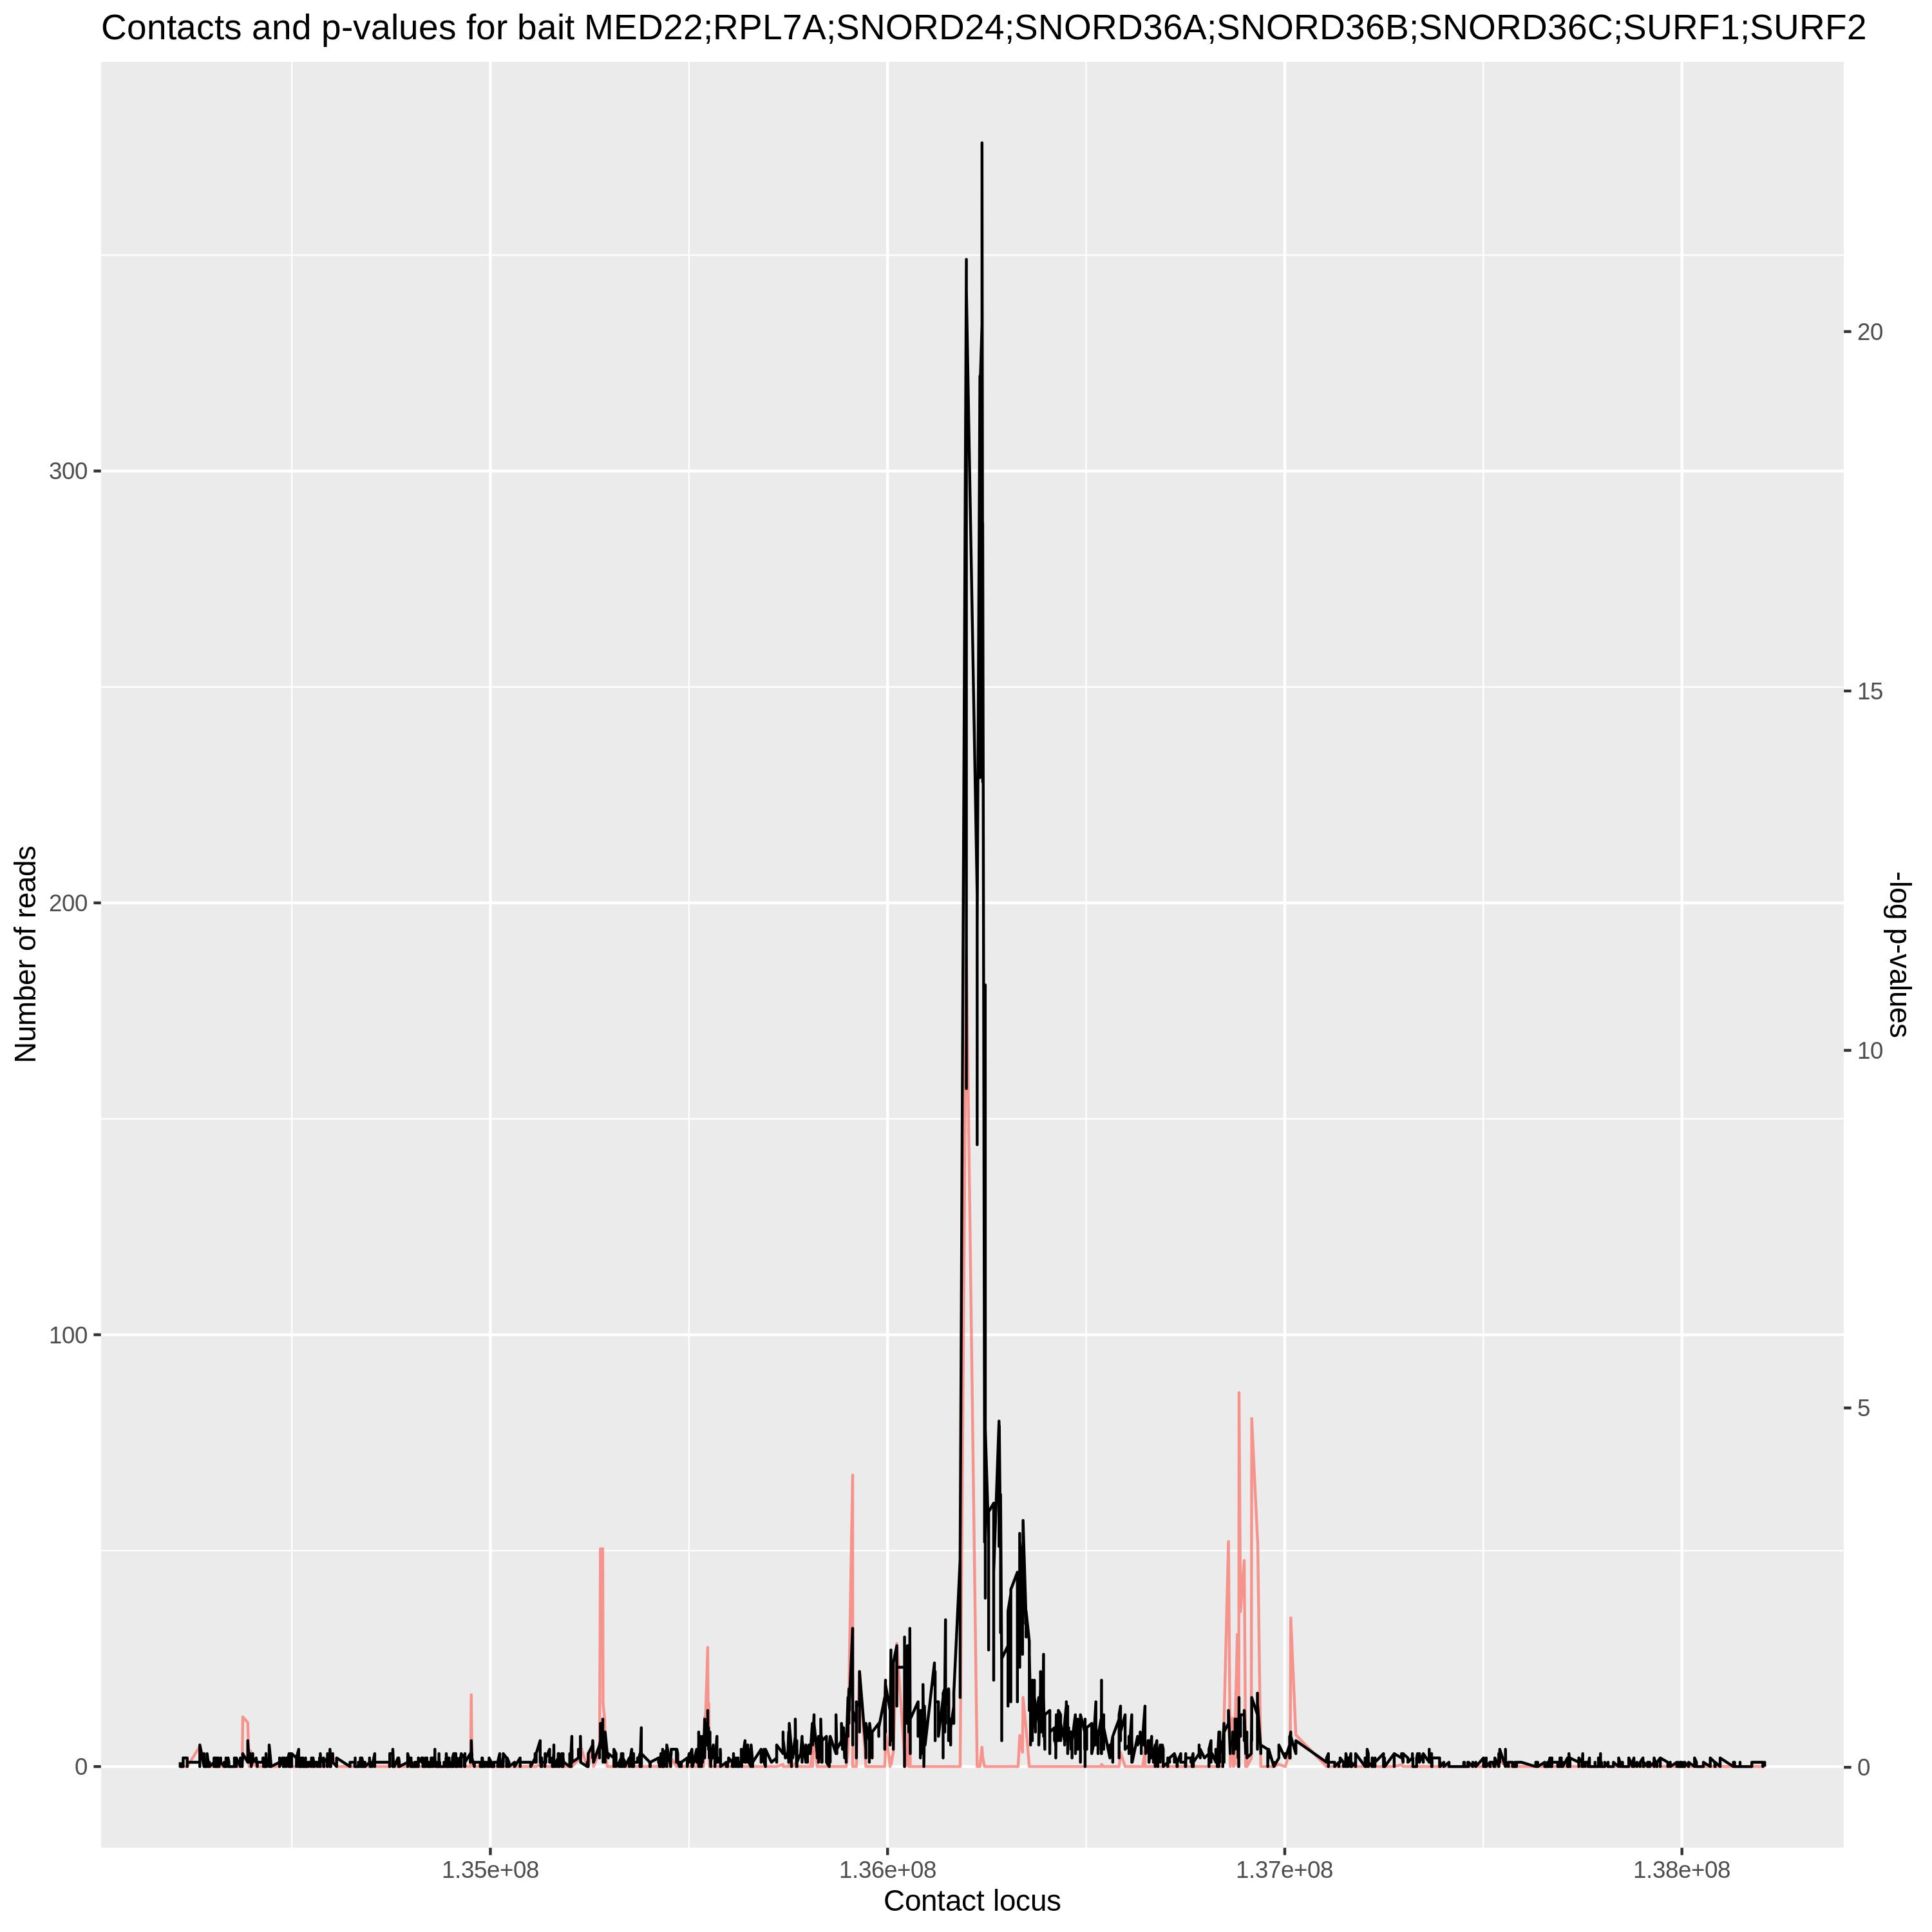 Contacts and p-values for bait MED22;RPL7A;SNORD24;SNORD36A;SNORD36B;SNORD36C;SURF1;SURF2
300
200
100
0
Number of reads
20
15
10
5
0
-log p-values
1.35e+08
1.36e+08
1.37e+08
1.38e+08
Contact locus